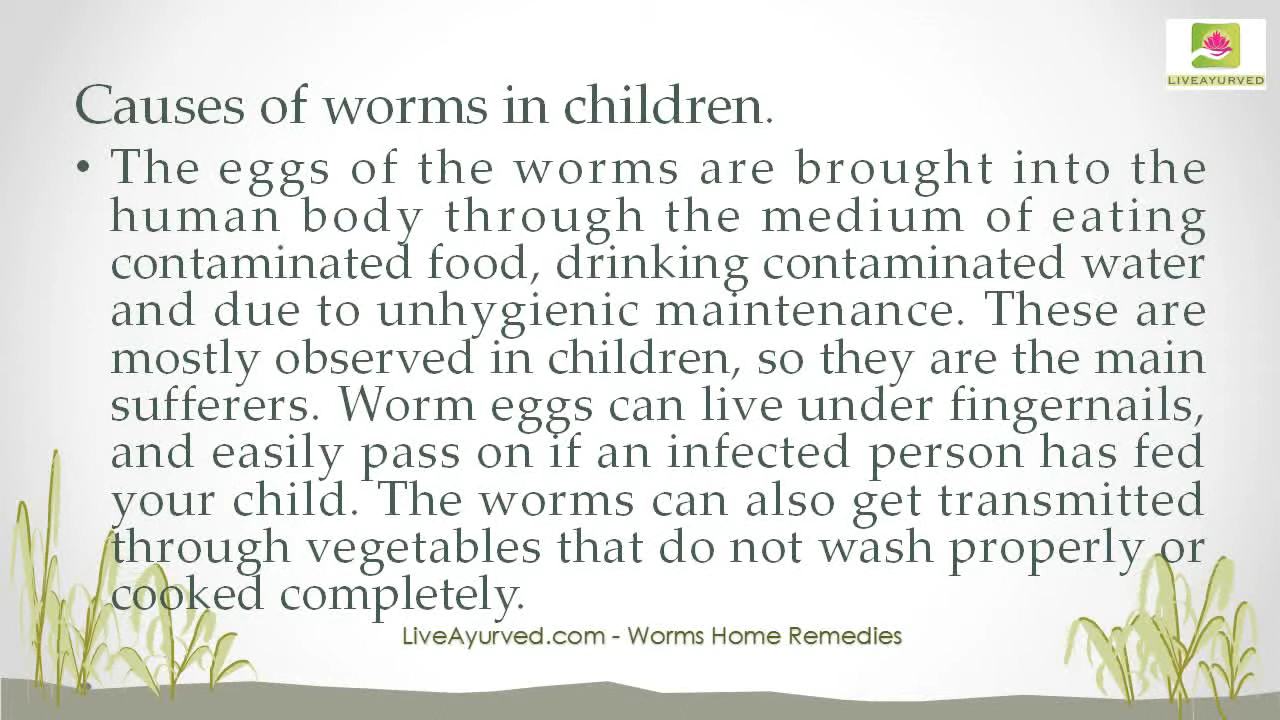 LIVEAYURVED
Causes of worms in children.
• The eggs of the worms are brought into the
human body through the medium of eating
contaminated food, drinking contaminated water
and due to unhygienic maintenance. These are
mostly observed in children, so they are the main
sufferers. Worm eggs can live under fingernails,
and easily pass on if an infected person has fed
your child. The worms can also get transmitted
through vegetables that do not wash properly or
cooked completely.
LiveAyurved.com - Worms Home Remedies